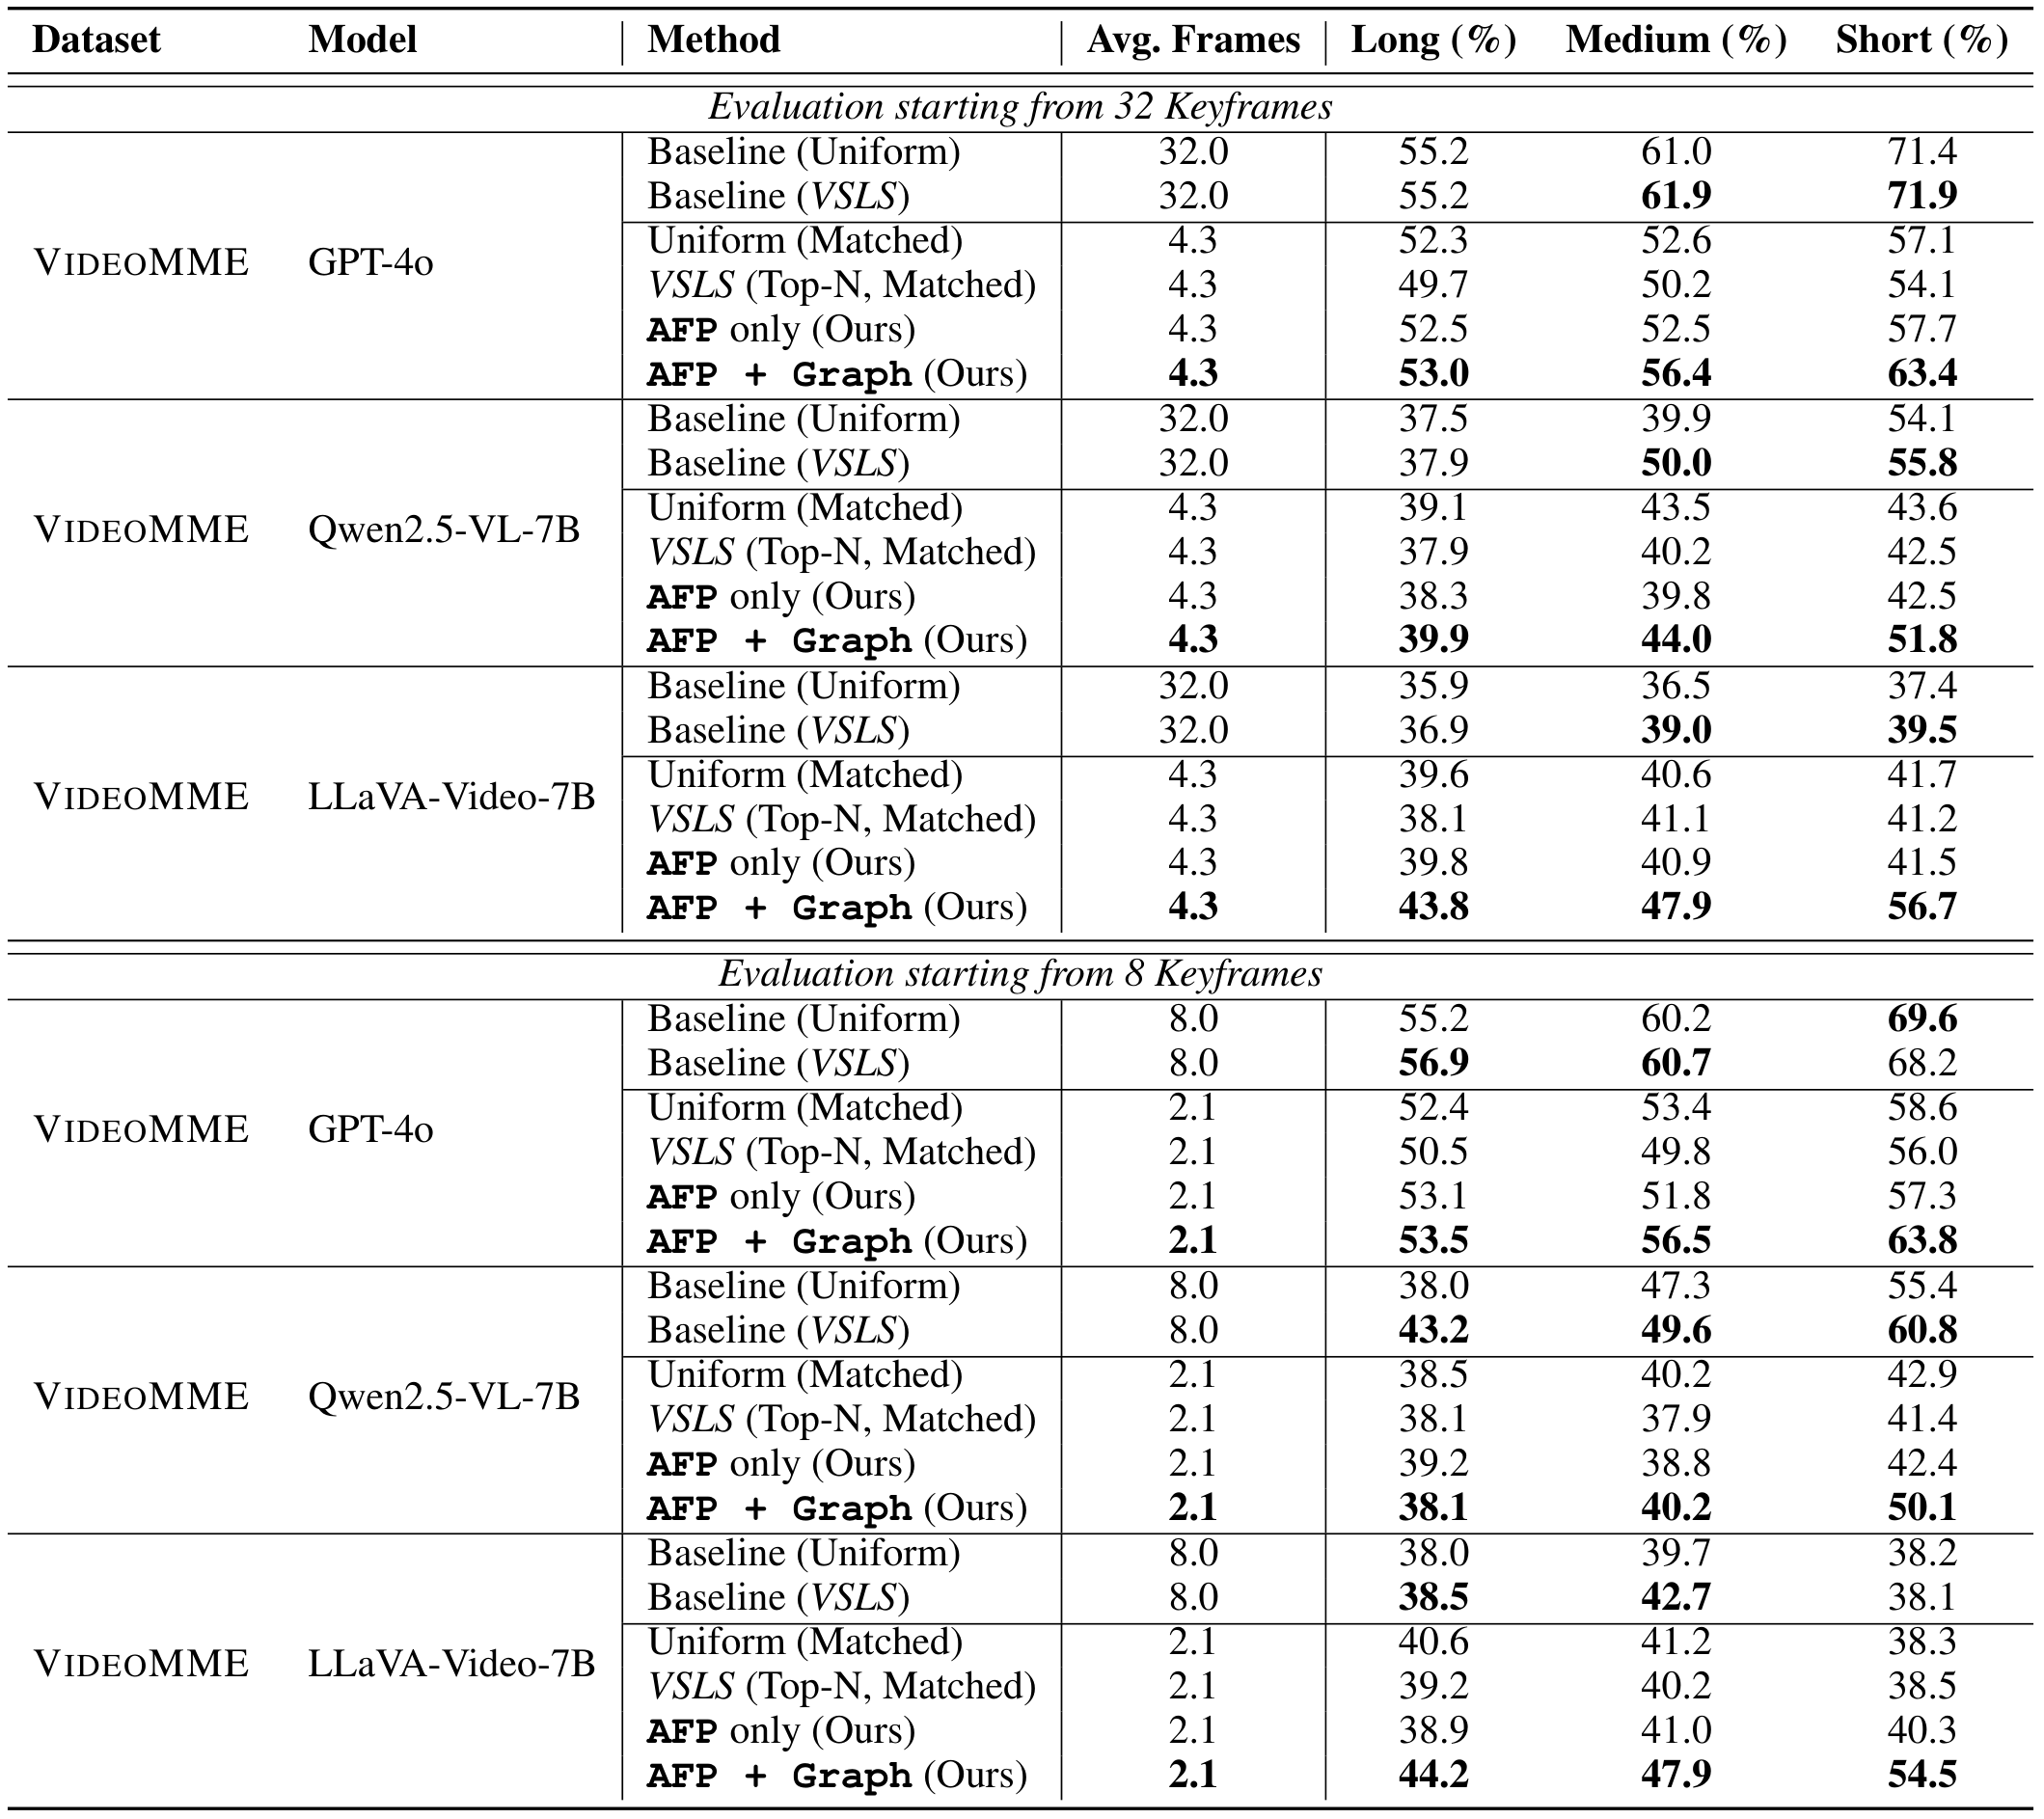 Dataset Model Method Avg. Frames Long (%) Medium (%) Short (%)
Evaluation starting from 32 Keyframes
Baseline (Uniform) 32.0 55.2 61.0 71.4
Baseline (VSLS) 32.0 55.2 61.9 71.9
Uniform (Matched) 4.3 52.3 52.6 57.1
VIDEOMME GPT-4o
VSLS (Top-N, Matched) 4.3 49.7 50.2 54.1
AFP only (Ours) 4.3 52.5 52.5 57.7
AFP + Graph (Ours) 4.3 53.0 56.4 63.4
Baseline (Uniform) 32.0 37.5 39.9 54.1
Baseline (VSLS) 32.0 37.9 50.0 55.8
Uniform (Matched) 4.3 39.1 43.5 43.6
VIDEOMME Qwen2.5-VL-7B
VSLS (Top-N, Matched) 4.3 37.9 40.2 42.5
AFP only (Ours) 4.3 38.3 39.8 42.5
AFP + Graph (Ours) 4.3 39.9 44.0 51.8
Baseline (Uniform) 32.0 35.9 36.5 37.4
Baseline (VSLS) 32.0 36.9 39.0 39.5
Uniform (Matched) 4.3 39.6 40.6 41.7
VIDEOMME LLaVA-Video-7B
VSLS (Top-N, Matched) 4.3 38.1 41.1 41.2
AFP only (Ours) 4.3 39.8 40.9 41.5
AFP + Graph (Ours) 4.3 43.8 47.9 56.7
Evaluation starting from 8 Keyframes
Baseline (Uniform) 8.0 55.2 60.2 69.6
Baseline (VSLS) 8.0 56.9 60.7 68.2
Uniform (Matched) 2.1 52.4 53.4 58.6
VIDEOMME GPT-4o
VSLS (Top-N, Matched) 2.1 50.5 49.8 56.0
AFP only (Ours) 2.1 53.1 51.8 57.3
AFP + Graph (Ours) 2.1 53.5 56.5 63.8
Baseline (Uniform) 8.0 38.0 47.3 55.4
Baseline (VSLS) 8.0 43.2 49.6 60.8
Uniform (Matched) 2.1 38.5 40.2 42.9
VIDEOMME Qwen2.5-VL-7B
VSLS (Top-N, Matched) 2.1 38.1 37.9 41.4
AFP only (Ours) 2.1 39.2 38.8 42.4
AFP + Graph (Ours) 2.1 38.1 40.2 50.1
Baseline (Uniform) 8.0 38.0 39.7 38.2
Baseline (VSLS) 8.0 38.5 42.7 38.1
Uniform (Matched) 2.1 40.6 41.2 38.3
VIDEOMME LLaVA-Video-7B
VSLS (Top-N, Matched) 2.1 39.2 40.2 38.5
AFP only (Ours) 2.1 38.9 41.0 40.3
AFP + Graph (Ours) 2.1 44.2 47.9 54.5